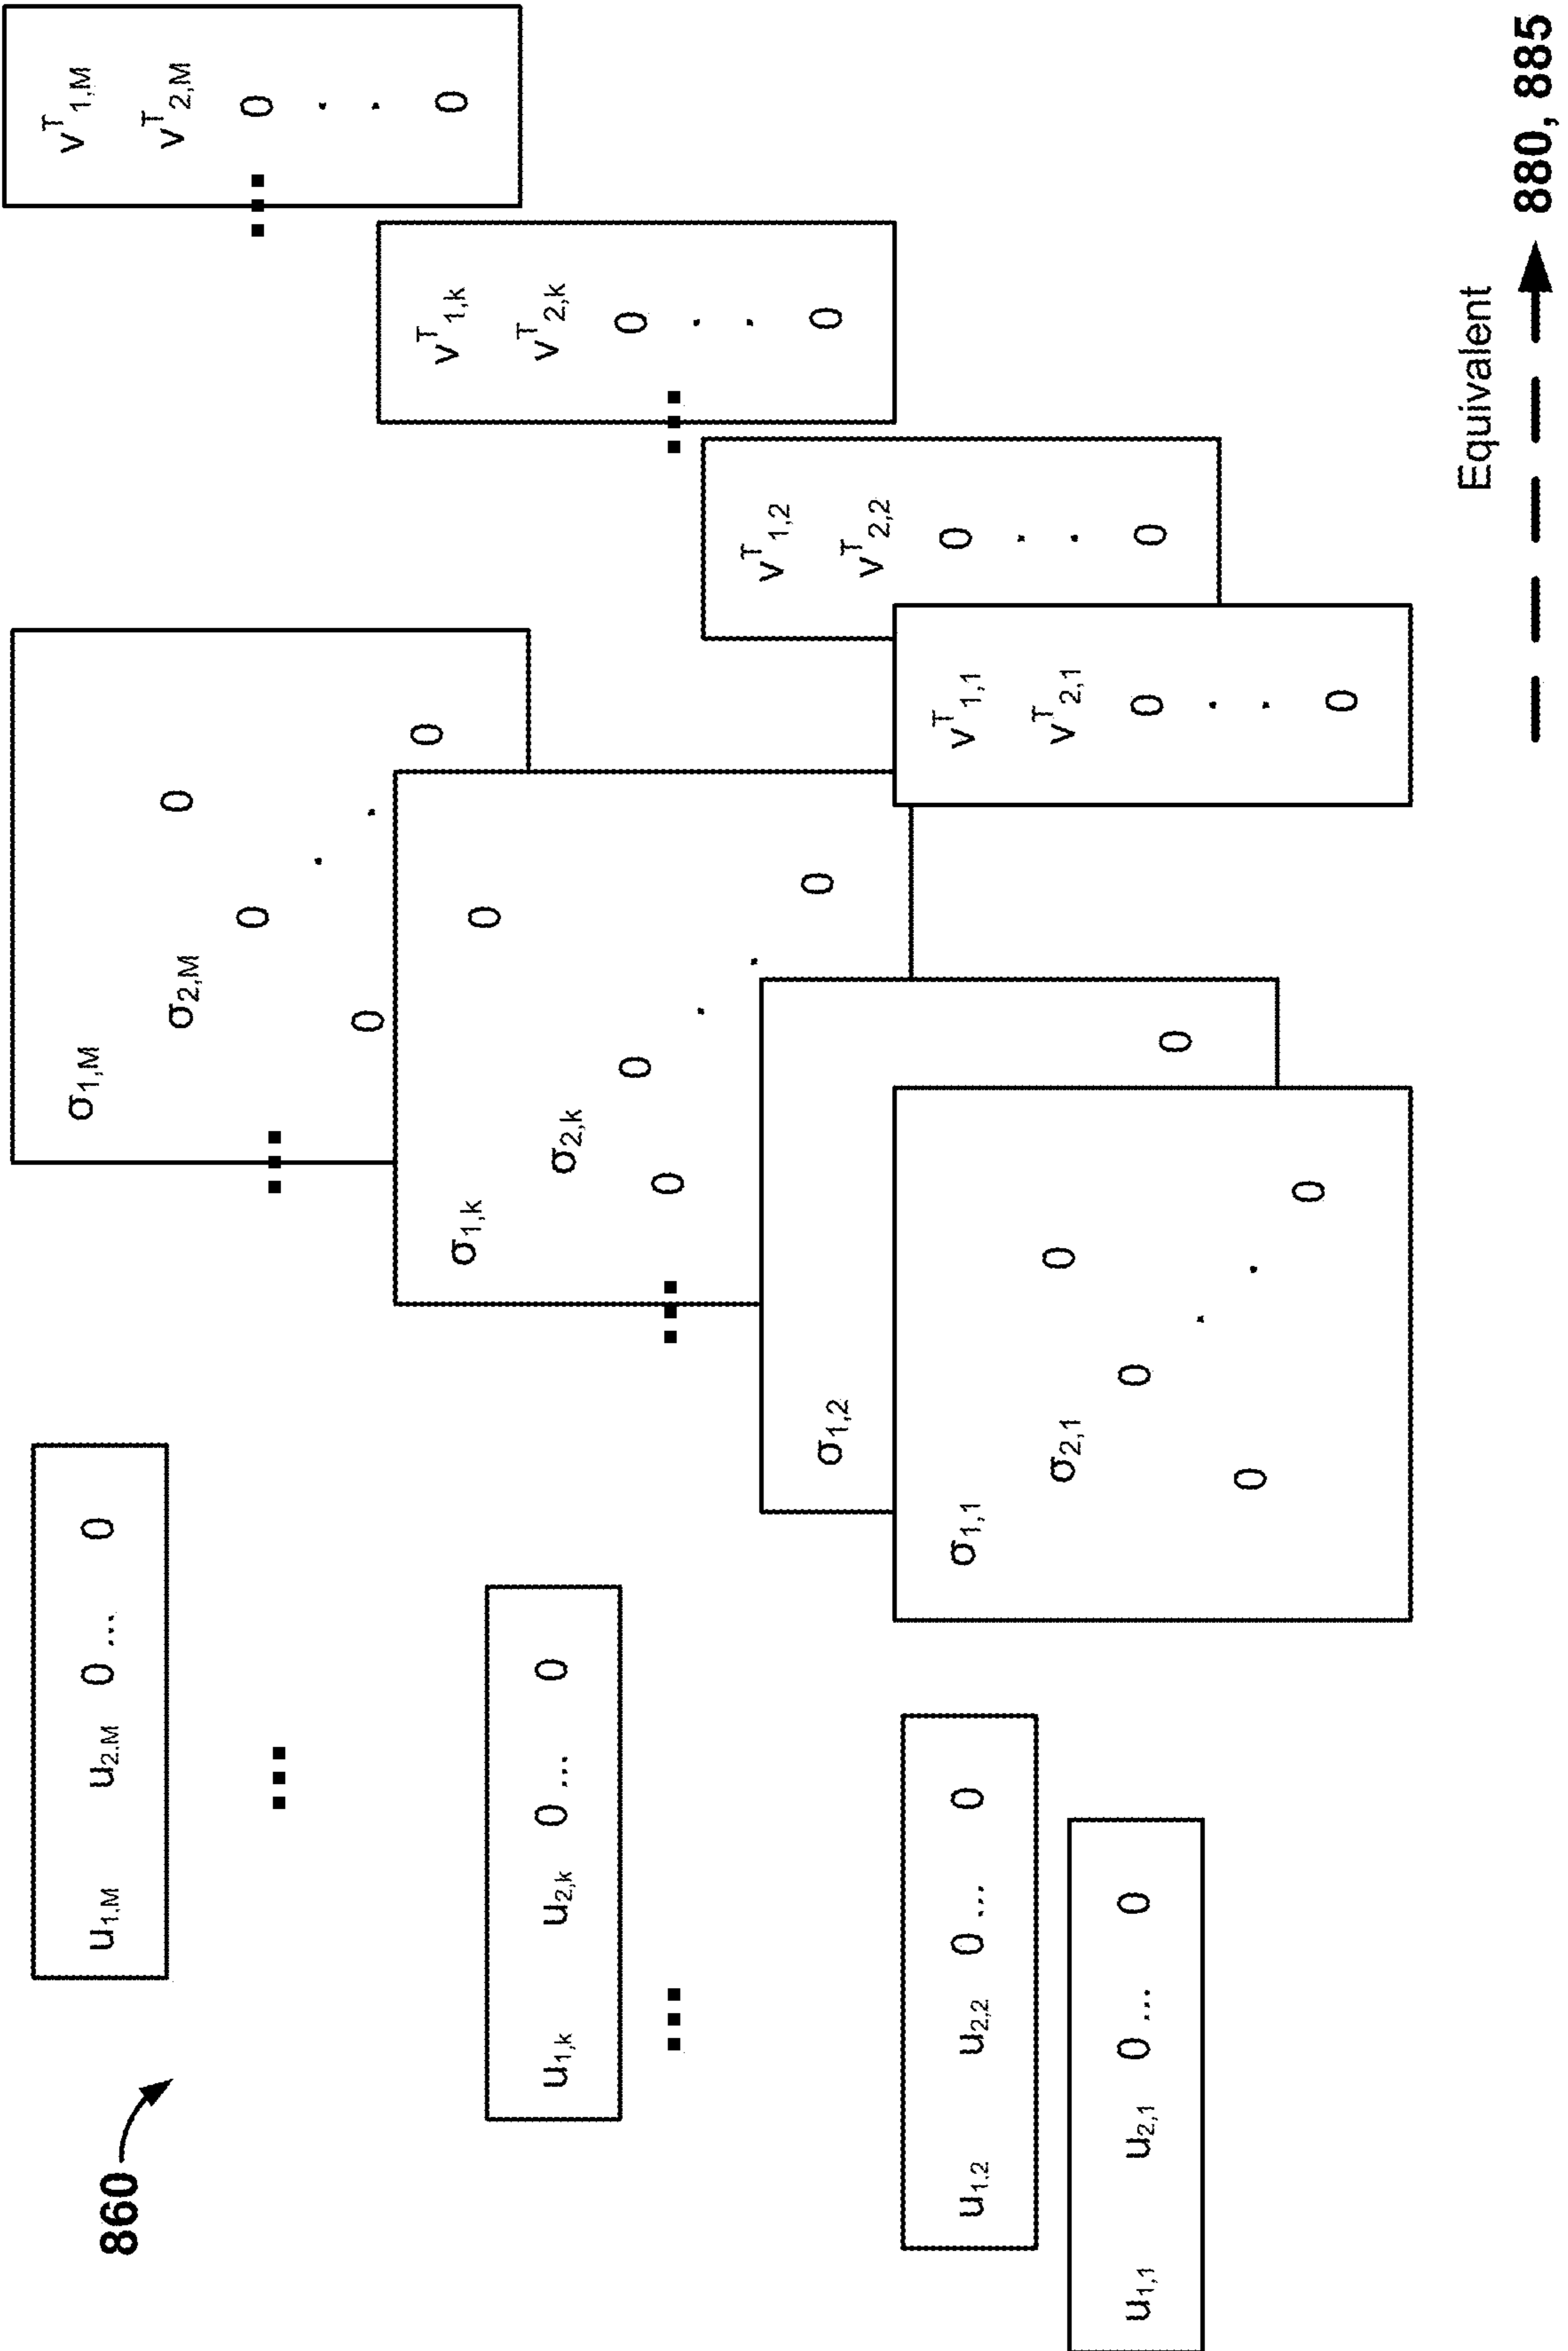 860
u1,M u2.M 0 ... 0
u1,k u2,k 0 ... 0
u1.2 u2,2 0 ... 0
u1,1 u2,1 0 ... 0
...
...
σ1,M
σ2,M 0
0
0 .
.
0
...
σ1,k 0
σ2,k
0 0
.
.
0
...
σ1,2
0
σ1,1
σ2,1 0
0
.
0 .
0
vT1,M
vT2,M
0
.
.
0
...
vT1,k
vT2,k
0
.
.
0
...
vT1,2
vT2,2
0
.
.
0
vT1,1
vT2,1
0
.
.
0
Equivalent
880, 885